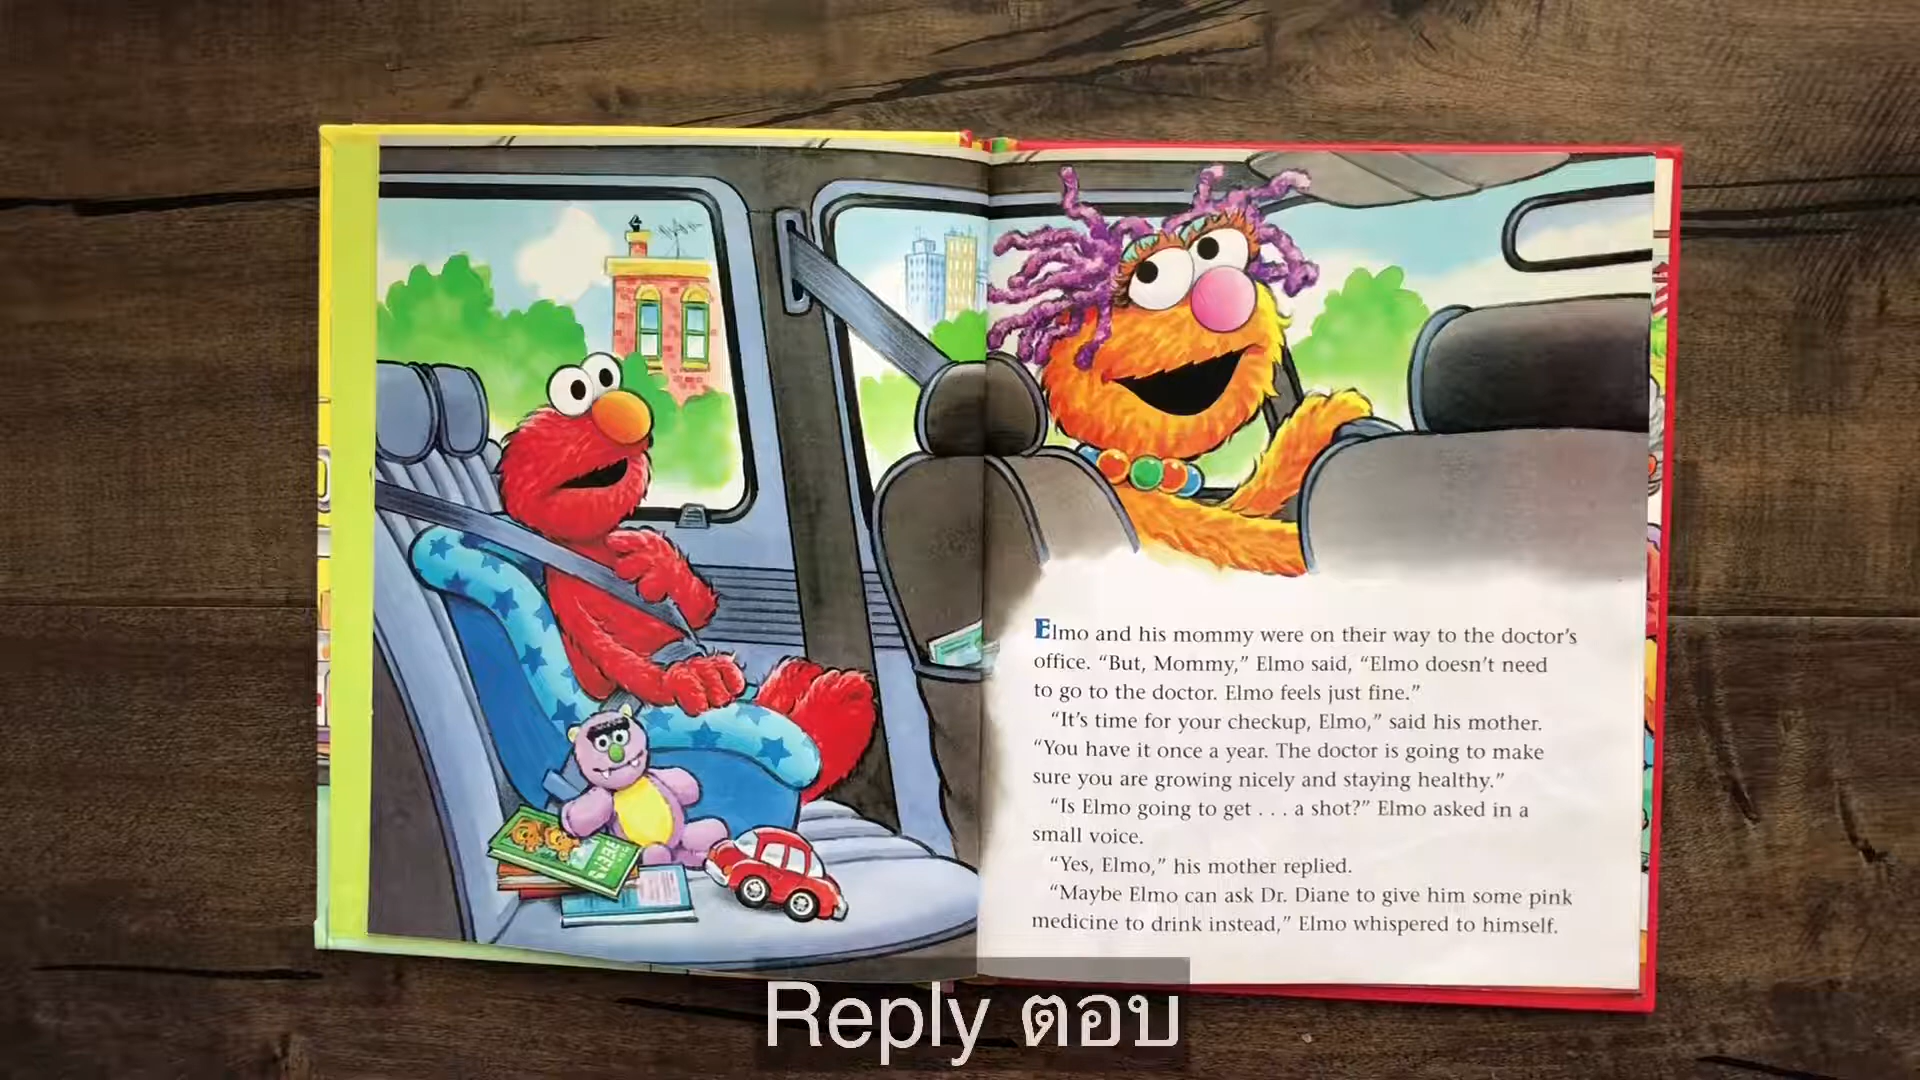 Elmo and his mommy were on their way to the doctor’s
office. “But, Mommy,” Elmo said, “Elmo doesn’t need
to go to the doctor. Elmo feels just fine.”
“It’s time for your checkup, Elmo,” said his mother.
“You have it once a year. The doctor is going to make
sure you are growing nicely and staying healthy.”
“Is Elmo going to get . . . a shot?” Elmo asked in a
small voice.
“Yes, Elmo,” his mother replied.
“Maybe Elmo can ask Dr. Diane to give him some pink
medicine to drink instead,” Elmo whispered to himself.
Reply ตอบ